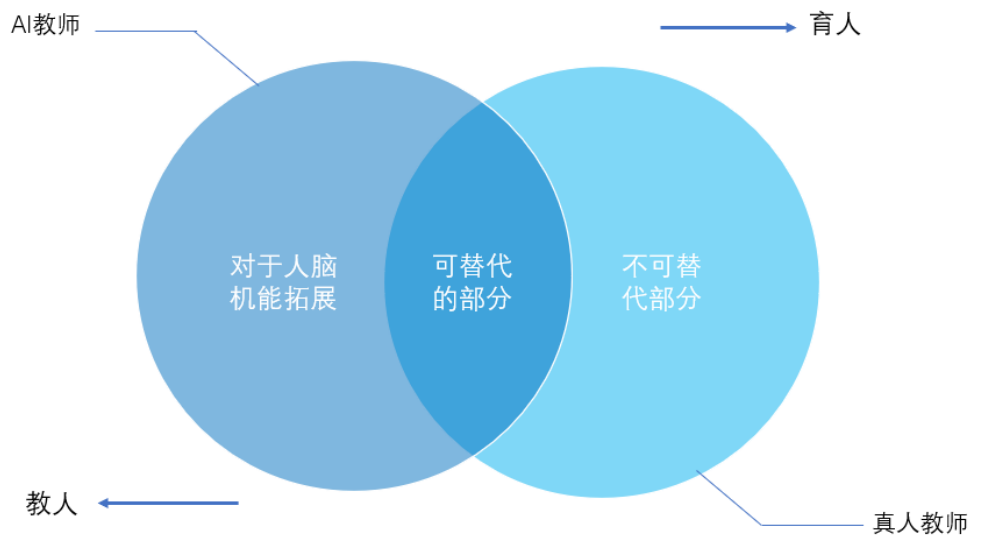 AI教师
育人
对于人脑
机能拓展
可替代
的部分
不可替
代部分
教人
真人教师